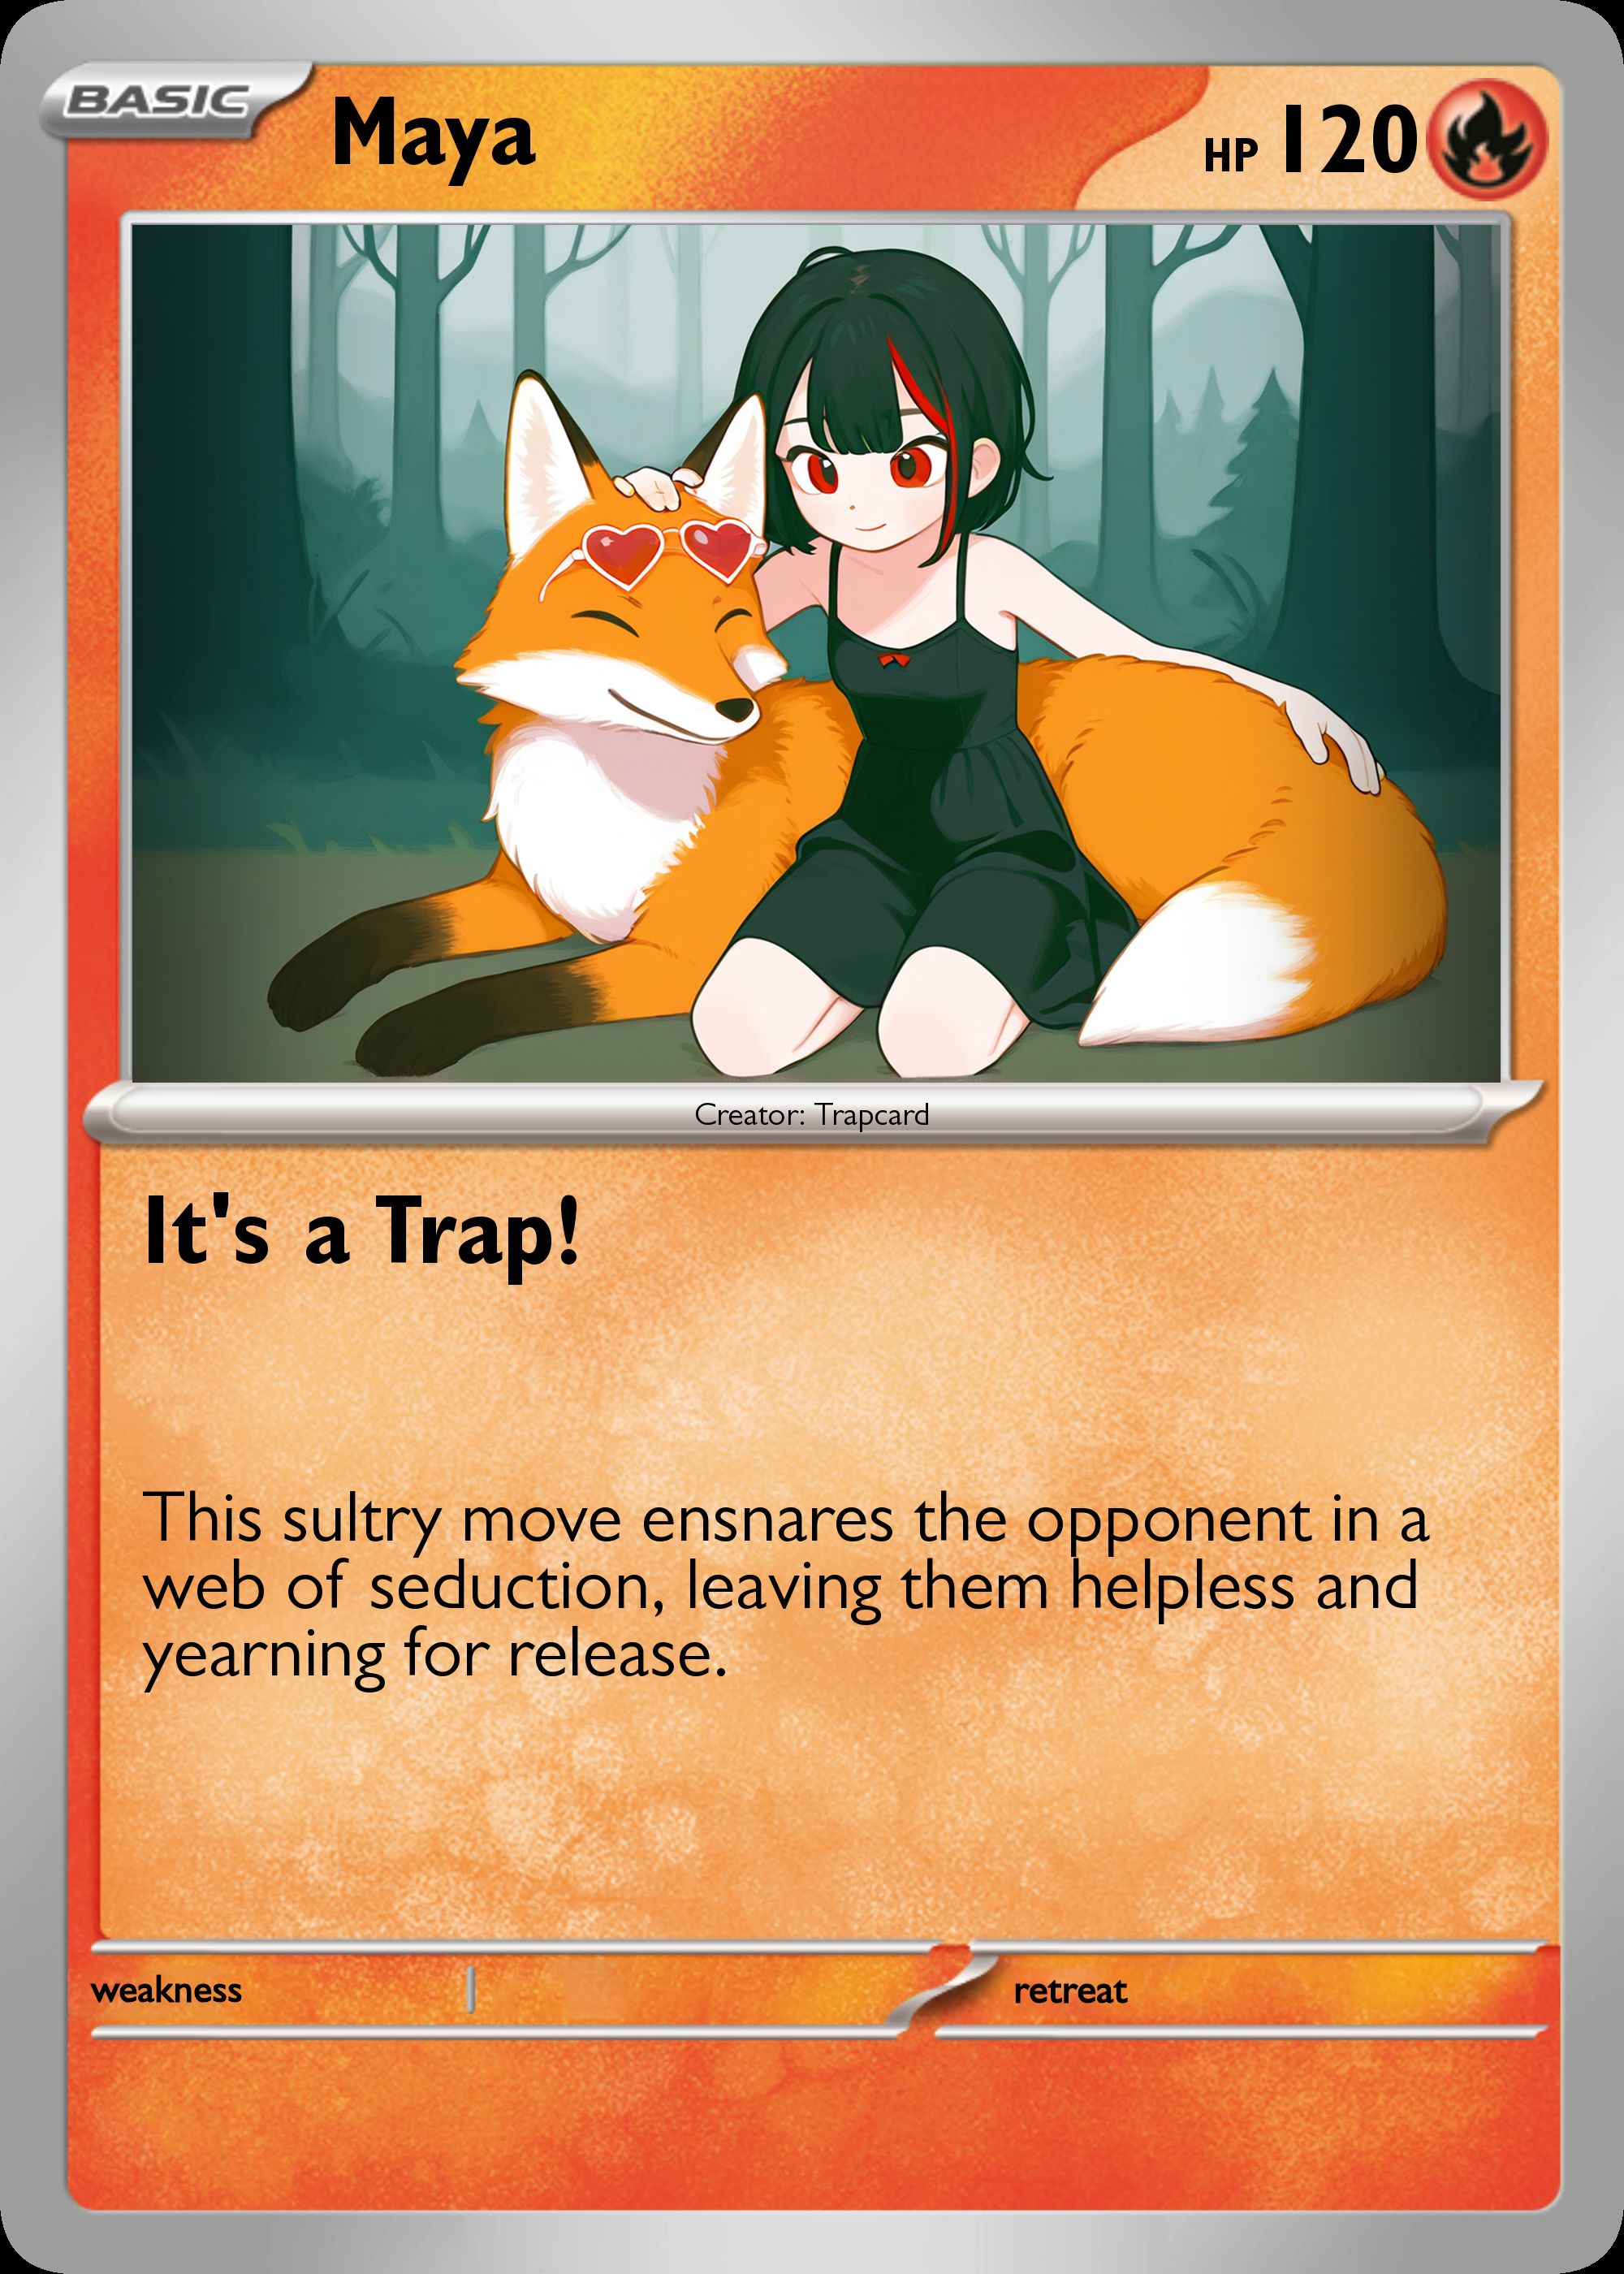 BASIC
Maya
HP 120
Creator: Trapcard
It's a Trap!
This sultry move ensnares the opponent in a
web of seduction, leaving them helpless and
yearning for release.
weakness
retreat